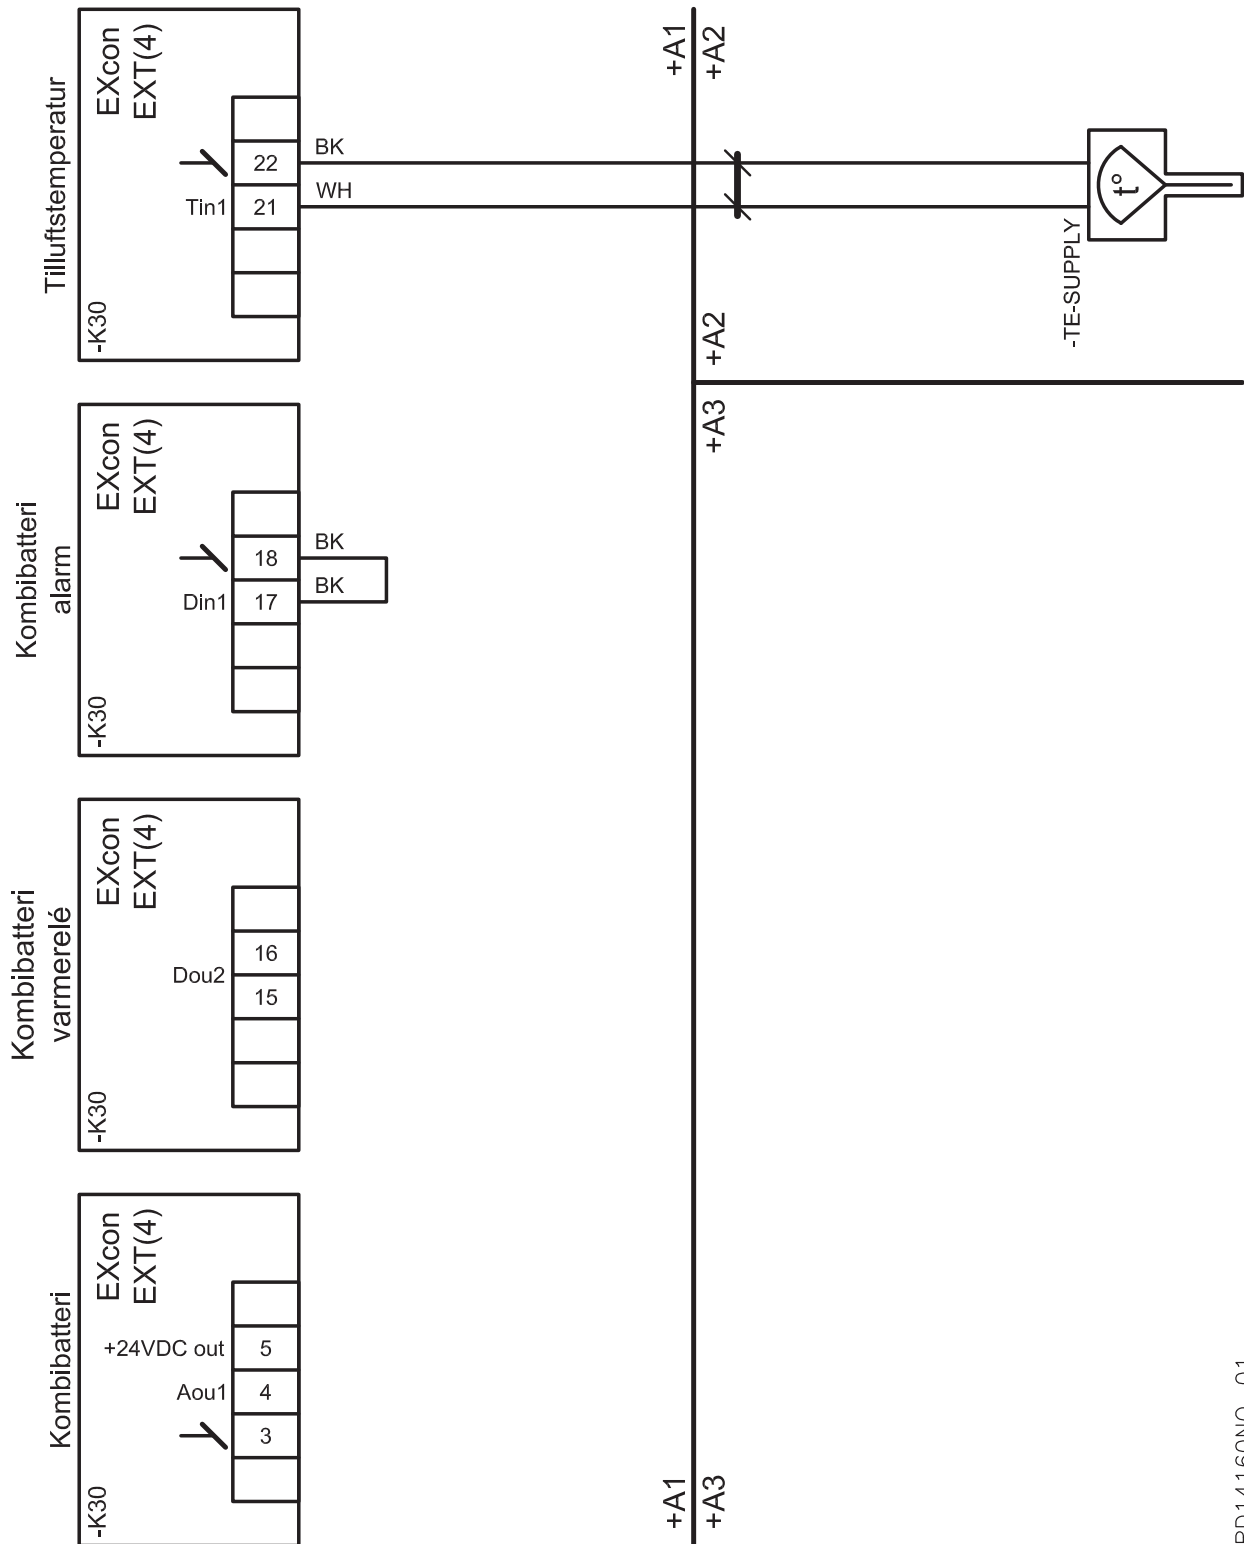 Tilluftstemperatur
EXcon
EXT(4)
22
Tin1
21
BK
WH
-K30
+A1
+A2
+A2
+A3
t°
-TE-SUPPLY
Kombibatteri
alarm
EXcon
EXT(4)
18
Din1
17
BK
BK
-K30
Kombibatteri
varmerelé
EXcon
EXT(4)
16
Dou2
15
-K30
Kombibatteri
EXcon
EXT(4)
+24VDC out
5
Aou1
4
3
-K30
+A1
+A3